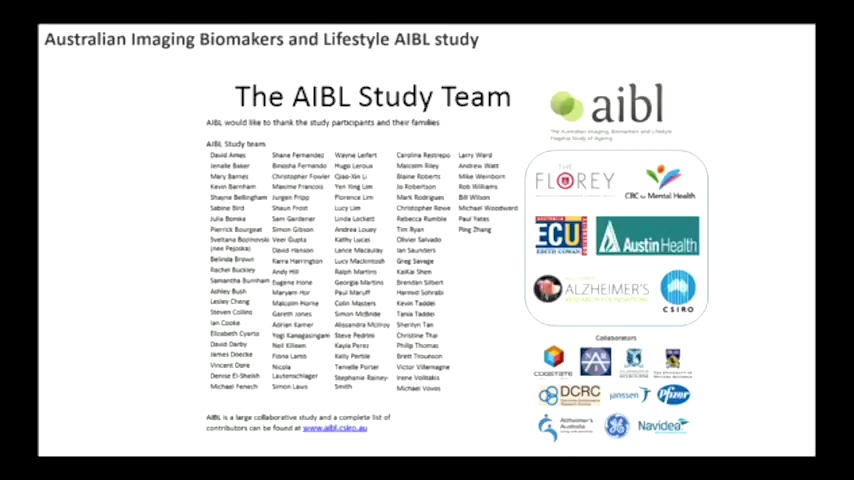 Australian Imaging Biomakers and Lifestyle AIBL study
The AIBL Study Team
AIBL would like to thank the study participants and their families
AIBL Study team
David Ames
Jenalle Baker
Mary Barnes
Kevin Barnham
Shayne Bellingham
Sabine Bird
Julia Bomke
Pierrick Bourgeat
Svetlana Bozinovski
(nee Pejoska)
Belinda Brown
Rachel Buckley
Samantha Burnham
Ashley Bush
Lesley Cheng
Steven Collins
Ian Cooke
Elizabeth Cyarto
David Darby
James Doecke
Vincent Dore
Denise El-Sheikh
Michael Fenech
Shane Fernandez
Binosha Fernando
Christopher Fowler
Maxime Francois
Jurgen Fripp
Shaun Frost
Sam Gardener
Simon Gibson
Veer Gupta
David Hanson
Karra Harrington
Andy Hill
Eugene Hone
Maryam Hor
Malcolm Horne
Gareth Jones
Adrian Kamer
Yogi Kanagasingam
Neil Killeen
Fiona Lamb
Nicola
Lautenschlager
Simon Laws
Wayne Leifert
Hugo Leroux
Qiao-Xin Li
Yen Ying Lim
Florence Lim
Lucy Lim
Linda Lockett
Andrea Louey
Kathy Lucas
Lance Macaulay
Lucy Mackintosh
Ralph Martins
Georgia Martins
Paul Maruff
Colin Masters
Simon McBride
Alissandra McIlroy
Steve Pedrini
Kayla Perez
Kelly Pertile
Tenielle Porter
Stephanie Rainey-
Smith
Carolina Restrepo
Malcolm Riley
Blaine Roberts
Jo Robertson
Mark Rodrigues
Christopher Rowe
Rebecca Rumble
Tim Ryan
Olivier Salvado
Ian Saunders
Greg Savage
KaiKai Shen
Brendan Silbert
Harmid Sohrabi
Kevin Taddei
Tania Taddei
Sherilyn Tan
Christine Thai
Philip Thomas
Brett Trounson
Victor Villemagne
Irene Volitakis
Michael Vovos
Larry Ward
Andrew Watt
Mike Weinborn
Rob Williams
Bill Wilson
Michael Woodward
Paul Yates
Ping Zhang
AIBL is a large collaborative study and a complete list of
contributors can be found at www.aibl.csiro.au
aibl
The Australian Imaging, Biomarkers and Lifestyle
Flagship Study of Ageing
THE
FLOREY
CRC for Mental Health
ECU
EDITH COWAN
Austin Health
ALZHEIMER'S
RESEARCH FOUNDATION
CSIRO
Collaborators
COGSTATE
DCRC
janssen
Pfizer
Alzheimer's
Australia
Navidea